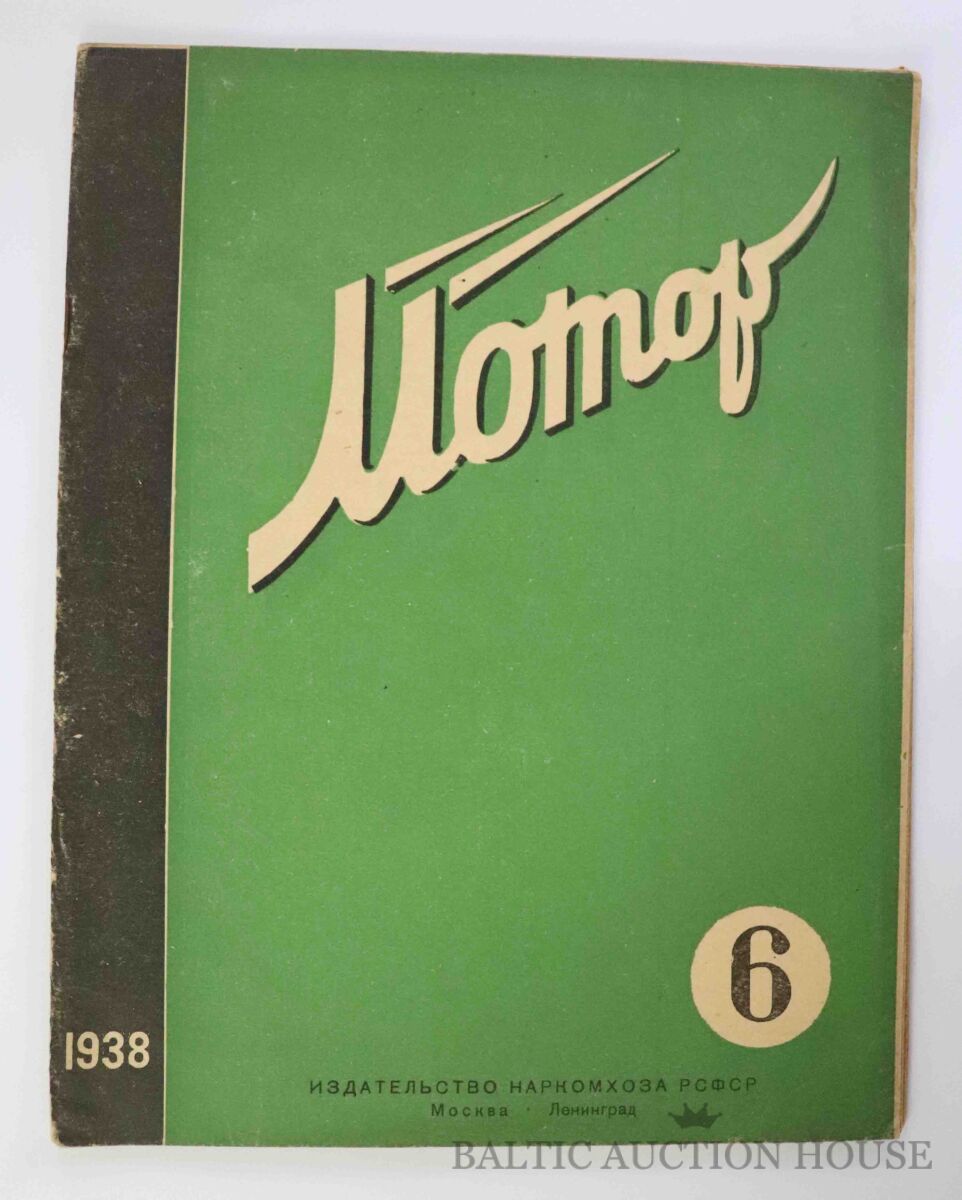 Мотор
6
1938
ИЗДАТЕЛЬСТВО НАРКОМХОЗА РСФСР
Москва · Ленинград
BALTIC AUCTION HOUSE